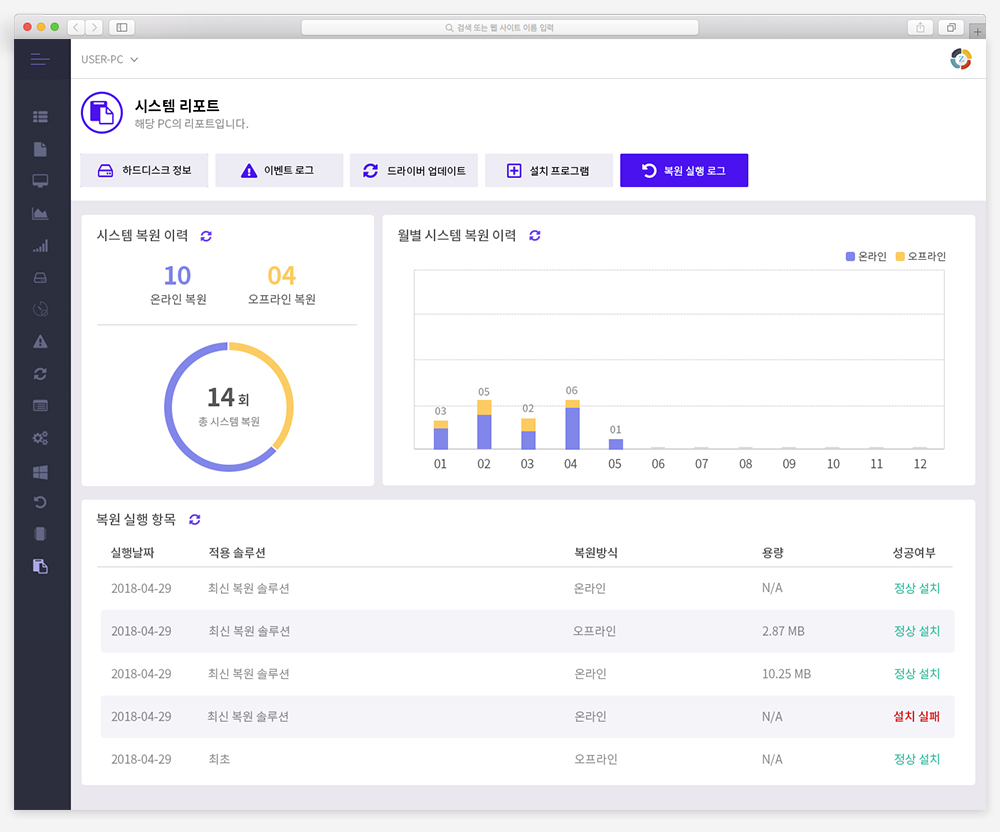 검색 또는 웹 사이트 이름 입력
USER-PC
Z
시스템 리포트
해당 PC의 리포트입니다.
하드디스크 정보
이벤트 로그
드라이버 업데이트
설치 프로그램
복원 실행 로그
시스템 복원 이력
10
04
온라인 복원
오프라인 복원
14 회
총 시스템 복원
월별 시스템 복원 이력
온라인
오프라인
03
05
02
06
01
01 02 03 04 05 06 07 08 09 10 11 12
복원 실행 항목
실행날짜 적용 솔루션 복원방식 용량 성공여부
2018-04-29 최신 복원 솔루션 온라인 N/A 정상 설치
2018-04-29 최신 복원 솔루션 오프라인 2.87 MB 정상 설치
2018-04-29 최신 복원 솔루션 온라인 10.25 MB 정상 설치
2018-04-29 최신 복원 솔루션 온라인 N/A 설치 실패
2018-04-29 최초 오프라인 N/A 정상 설치